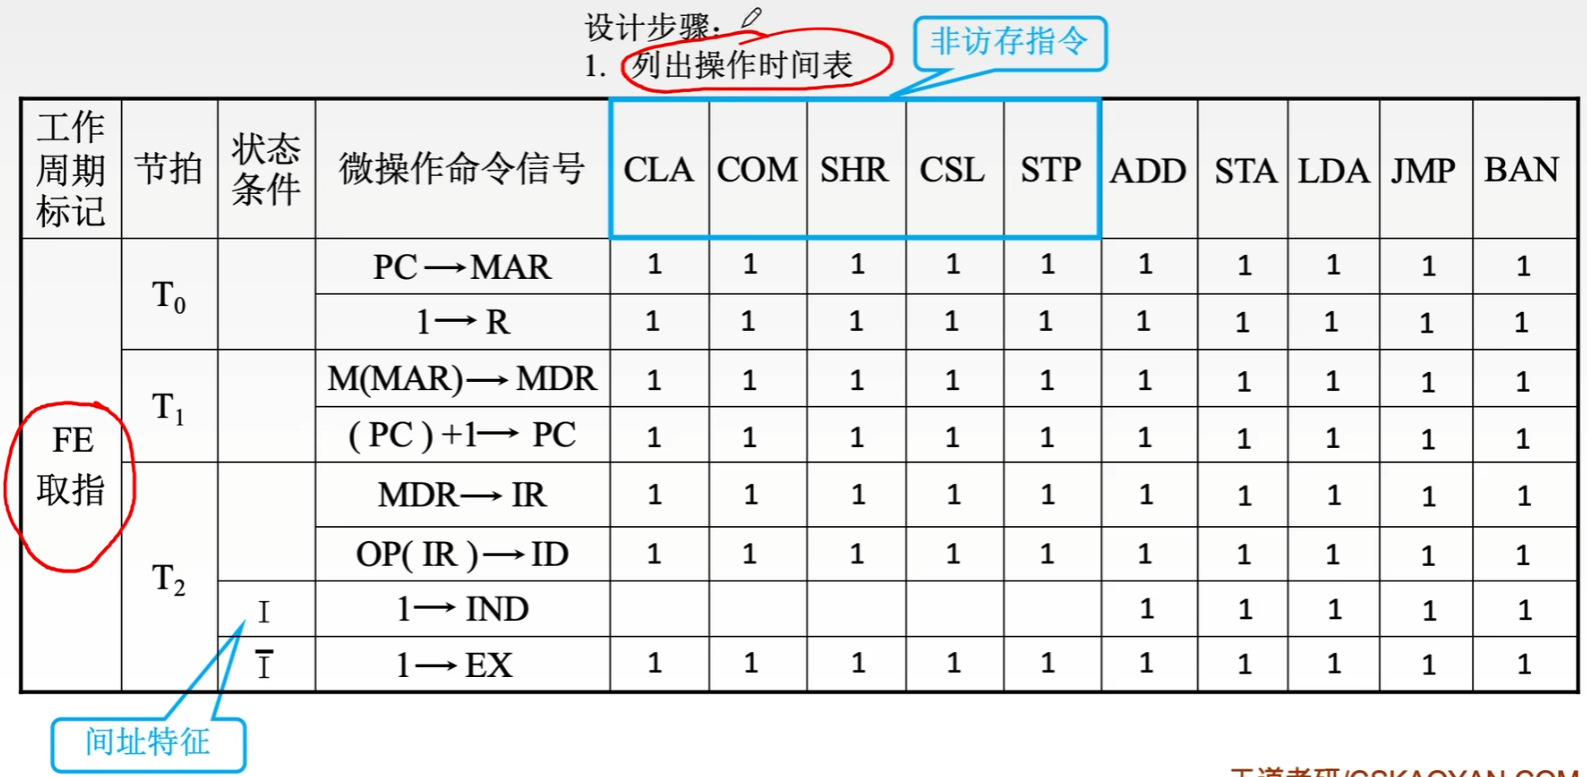 设计步骤:
1. 列出操作时间表
非访存指令
工作周期标记 节拍 状态条件 微操作命令信号 CLA COM SHR CSL STP ADD STA LDA JMP BAN
FE 取指
T0 PC→MAR 1 1 1 1 1 1 1 1 1 1
1→R 1 1 1 1 1 1 1 1 1 1
T1 M(MAR)→MDR 1 1 1 1 1 1 1 1 1 1
(PC)+1→PC 1 1 1 1 1 1 1 1 1 1
T2 MDR→IR 1 1 1 1 1 1 1 1 1 1
OP(IR)→ID 1 1 1 1 1 1 1 1 1 1
I 1→IND 1 1 1 1 1
Ī 1→EX 1 1 1 1 1 1 1 1 1 1
间址特征
王道考研/CSKAOYAN.COM